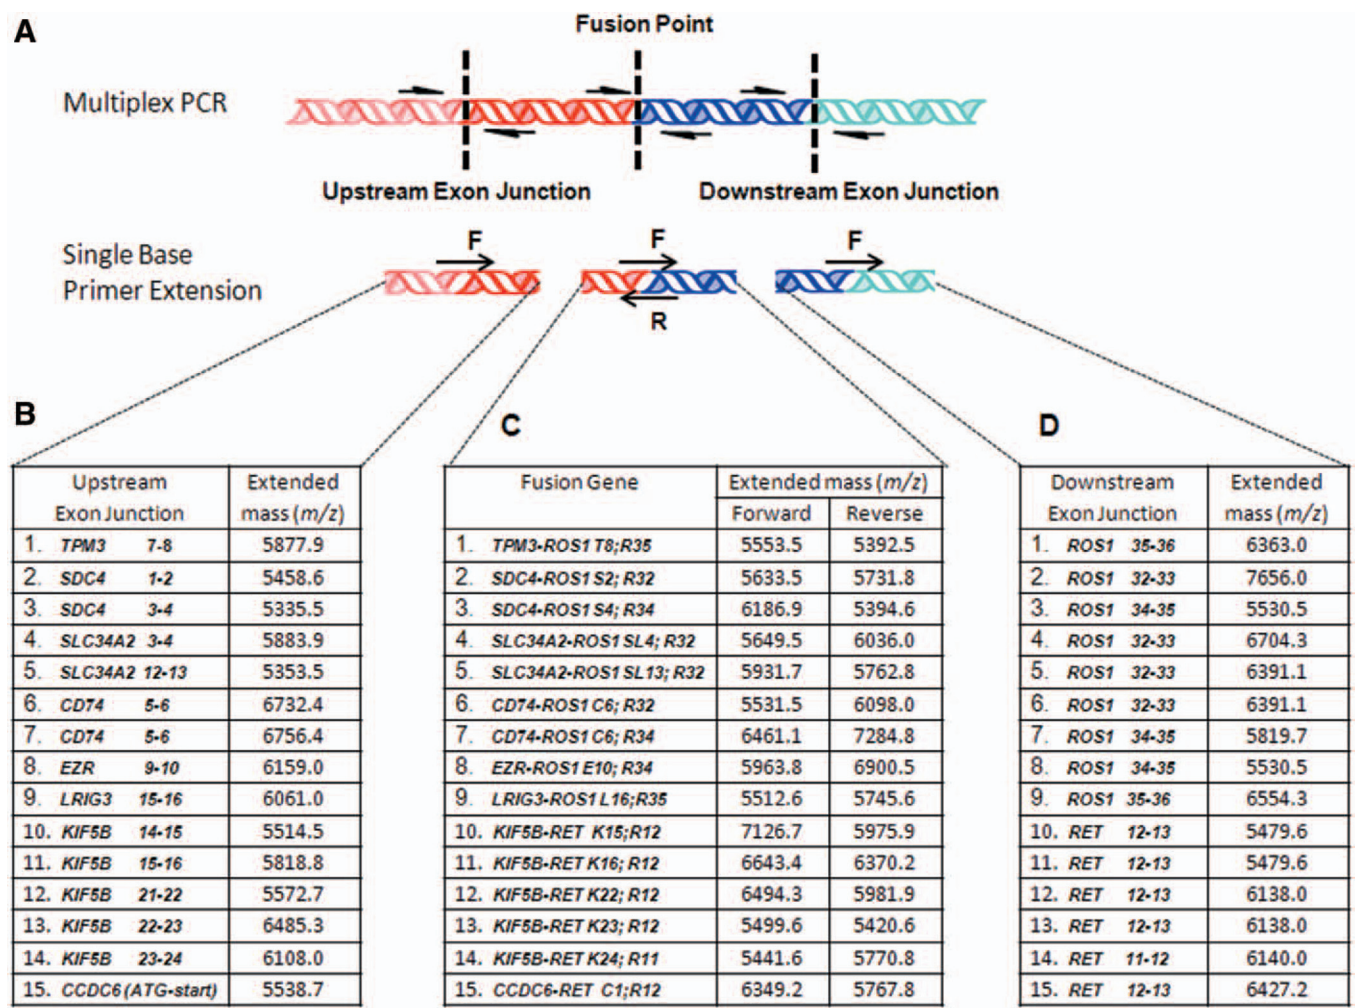 A
Fusion Point
Multiplex PCR
Upstream Exon Junction
Downstream Exon Junction
Single Base
Primer Extension
F
F
F
R
B
Upstream
Exon Junction
Extended
mass (m/z)
1. TPM3 7-8 5877.9
2. SDC4 1-2 5458.6
3. SDC4 3-4 5335.5
4. SLC34A2 3-4 5883.9
5. SLC34A2 12-13 5353.5
6. CD74 5-6 6732.4
7. CD74 5-6 6756.4
8. EZR 9-10 6159.0
9. LRIG3 15-16 6061.0
10. KIF5B 14-15 5514.5
11. KIF5B 15-16 5818.8
12. KIF5B 21-22 5572.7
13. KIF5B 22-23 6485.3
14. KIF5B 23-24 6108.0
15. CCDC6 (ATG-start) 5538.7
C
Fusion Gene
Extended mass (m/z)
Forward Reverse
1. TPM3-ROS1 T8;R35 5553.5 5392.5
2. SDC4-ROS1 S2; R32 5633.5 5731.8
3. SDC4-ROS1 S4; R34 6186.9 5394.6
4. SLC34A2-ROS1 SL4; R32 5649.5 6036.0
5. SLC34A2-ROS1 SL13; R32 5931.7 5762.8
6. CD74-ROS1 C6; R32 5531.5 6098.0
7. CD74-ROS1 C6; R34 6461.1 7284.8
8. EZR-ROS1 E10; R34 5963.8 6900.5
9. LRIG3-ROS1 L16;R35 5512.6 5745.6
10. KIF5B-RET K15;R12 7126.7 5975.9
11. KIF5B-RET K16; R12 6643.4 6370.2
12. KIF5B-RET K22; R12 6494.3 5981.9
13. KIF5B-RET K23; R12 5499.6 5420.6
14. KIF5B-RET K24; R11 5441.6 5770.8
15. CCDC6-RET C1;R12 6349.2 5767.8
D
Downstream
Exon Junction
Extended
mass (m/z)
1. ROS1 35-36 6363.0
2. ROS1 32-33 7656.0
3. ROS1 34-35 5530.5
4. ROS1 32-33 6704.3
5. ROS1 32-33 6391.1
6. ROS1 32-33 6391.1
7. ROS1 34-35 5819.7
8. ROS1 34-35 5530.5
9. ROS1 35-36 6554.3
10. RET 12-13 5479.6
11. RET 12-13 5479.6
12. RET 12-13 6138.0
13. RET 12-13 6138.0
14. RET 11-12 6140.0
15. RET 12-13 6427.2